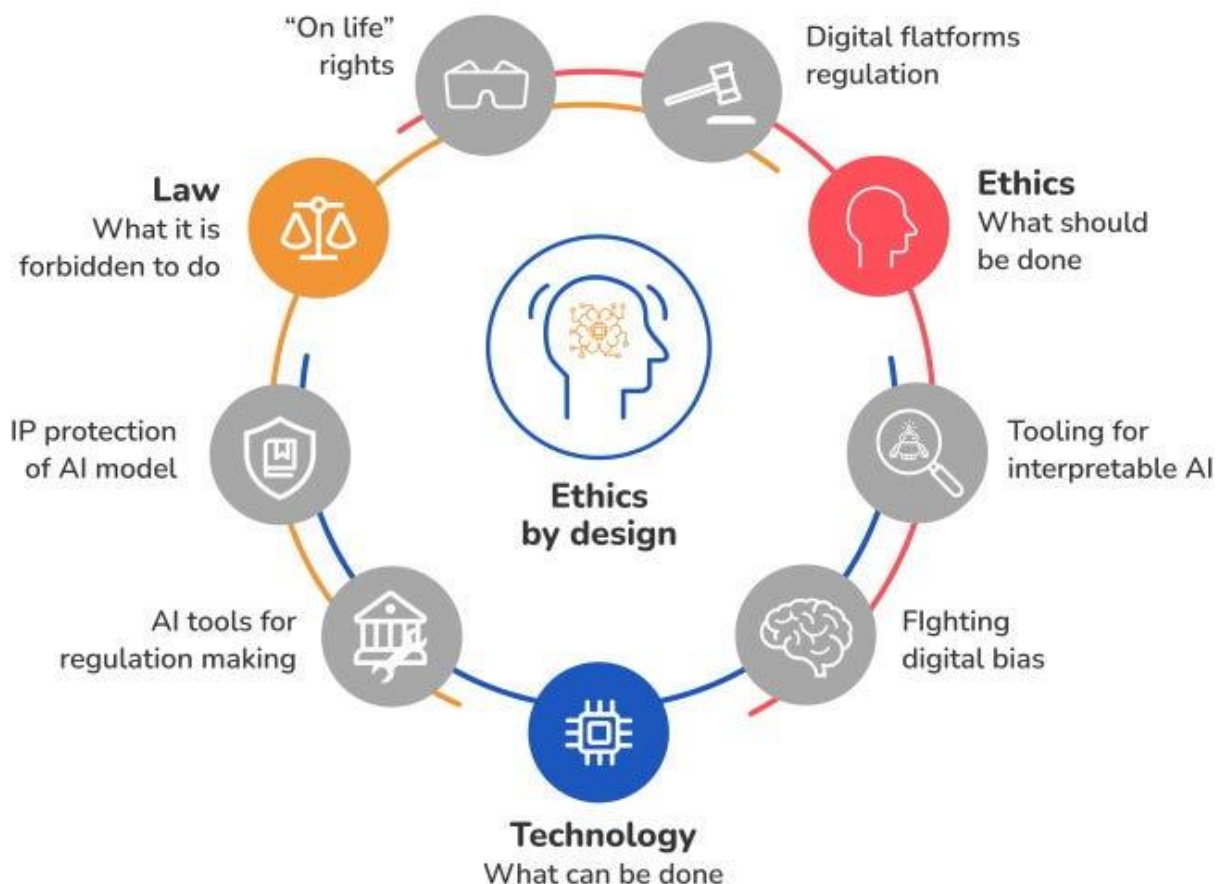 “On life”
rights
Digital flatforms
regulation
Law
What it is
forbidden to do
Ethics
What should
be done
IP protection
of AI model
Ethics
by design
Tooling for
interpretable AI
AI tools for
regulation making
FIghting
digital bias
Technology
What can be done